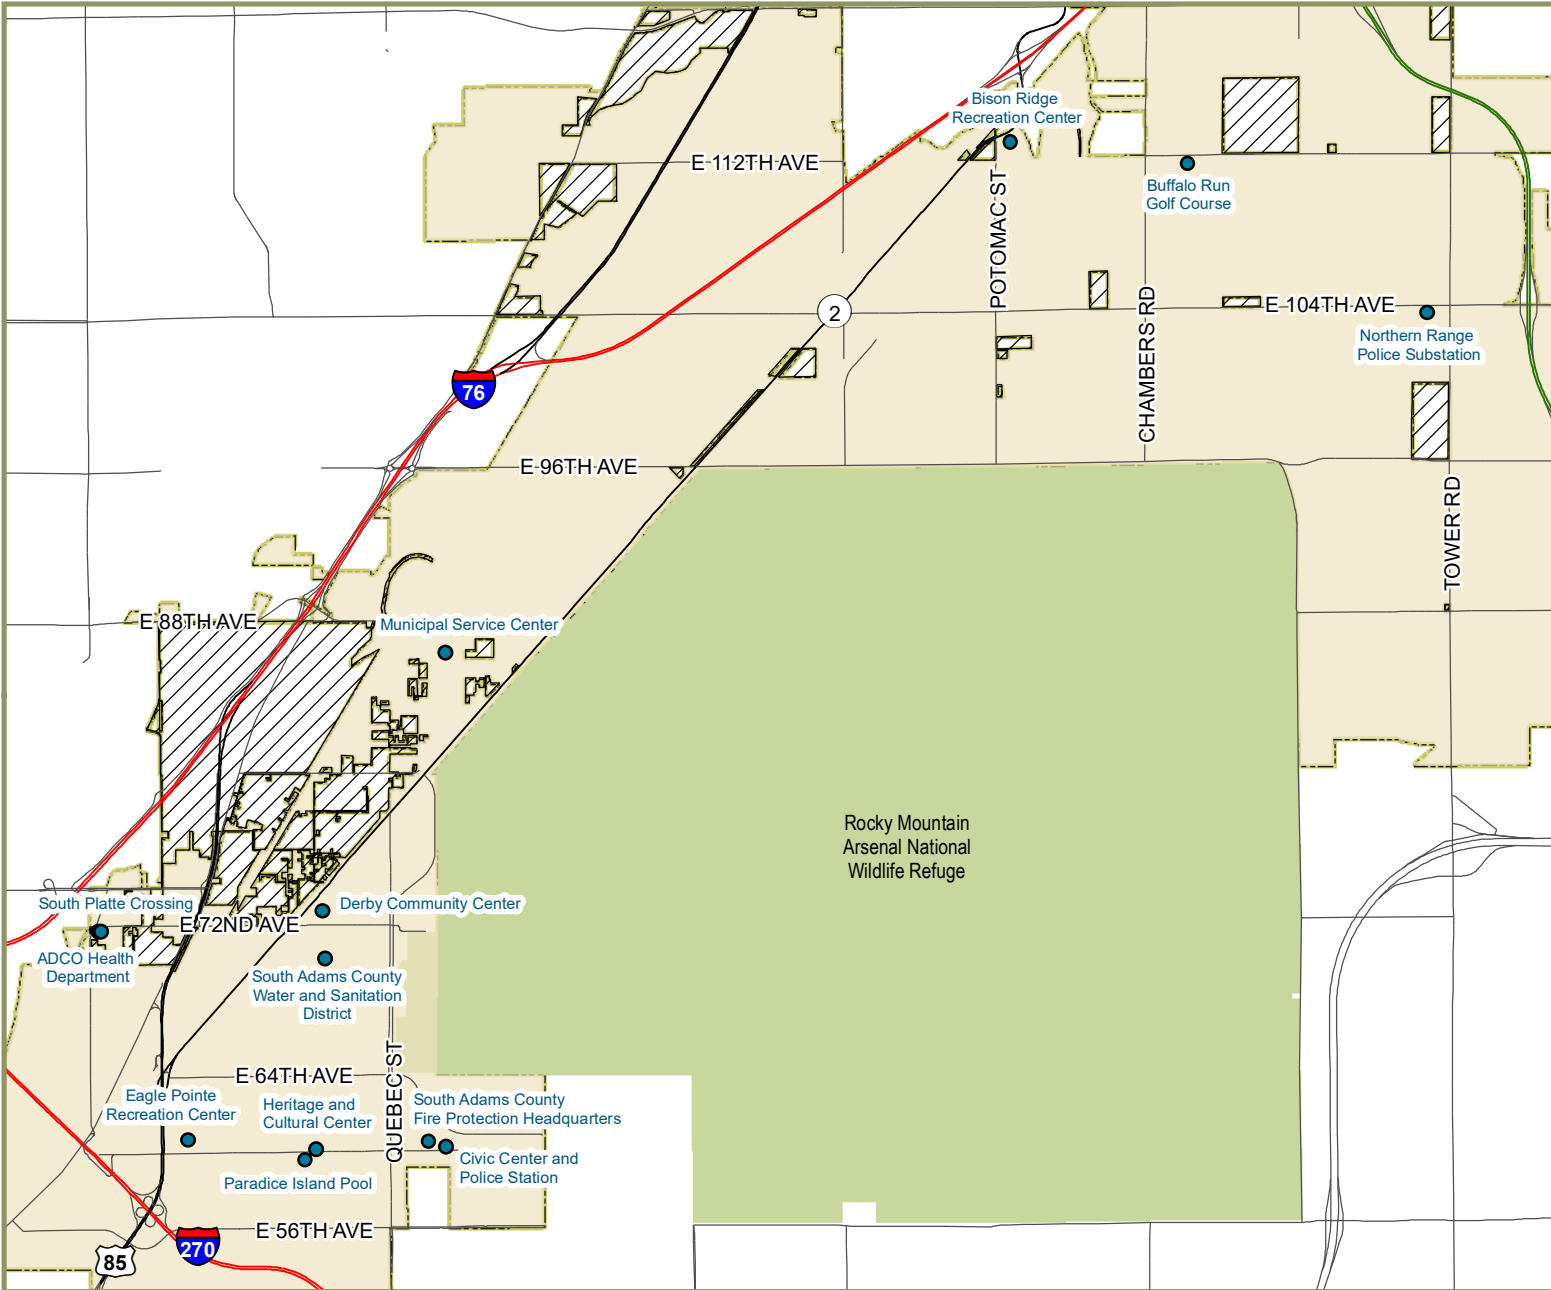 Bison Ridge
Recreation Center
E 112TH AVE
Buffalo Run
Golf Course
POTOMAC ST
2
E 104TH AVE
CHAMBERS RD
Northern Range
Police Substation
76
E 96TH AVE
TOWER RD
E 88TH AVE
Municipal Service Center
Rocky Mountain
Arsenal National
Wildlife Refuge
South Platte Crossing
Derby Community Center
E 72ND AVE
ADCO Health
Department
South Adams County
Water and Sanitation
District
QUEBEC ST
E 64TH AVE
Eagle Pointe
Recreation Center
Heritage and
Cultural Center
South Adams County
Fire Protection Headquarters
Civic Center and
Police Station
Paradice Island Pool
E 56TH AVE
270
85